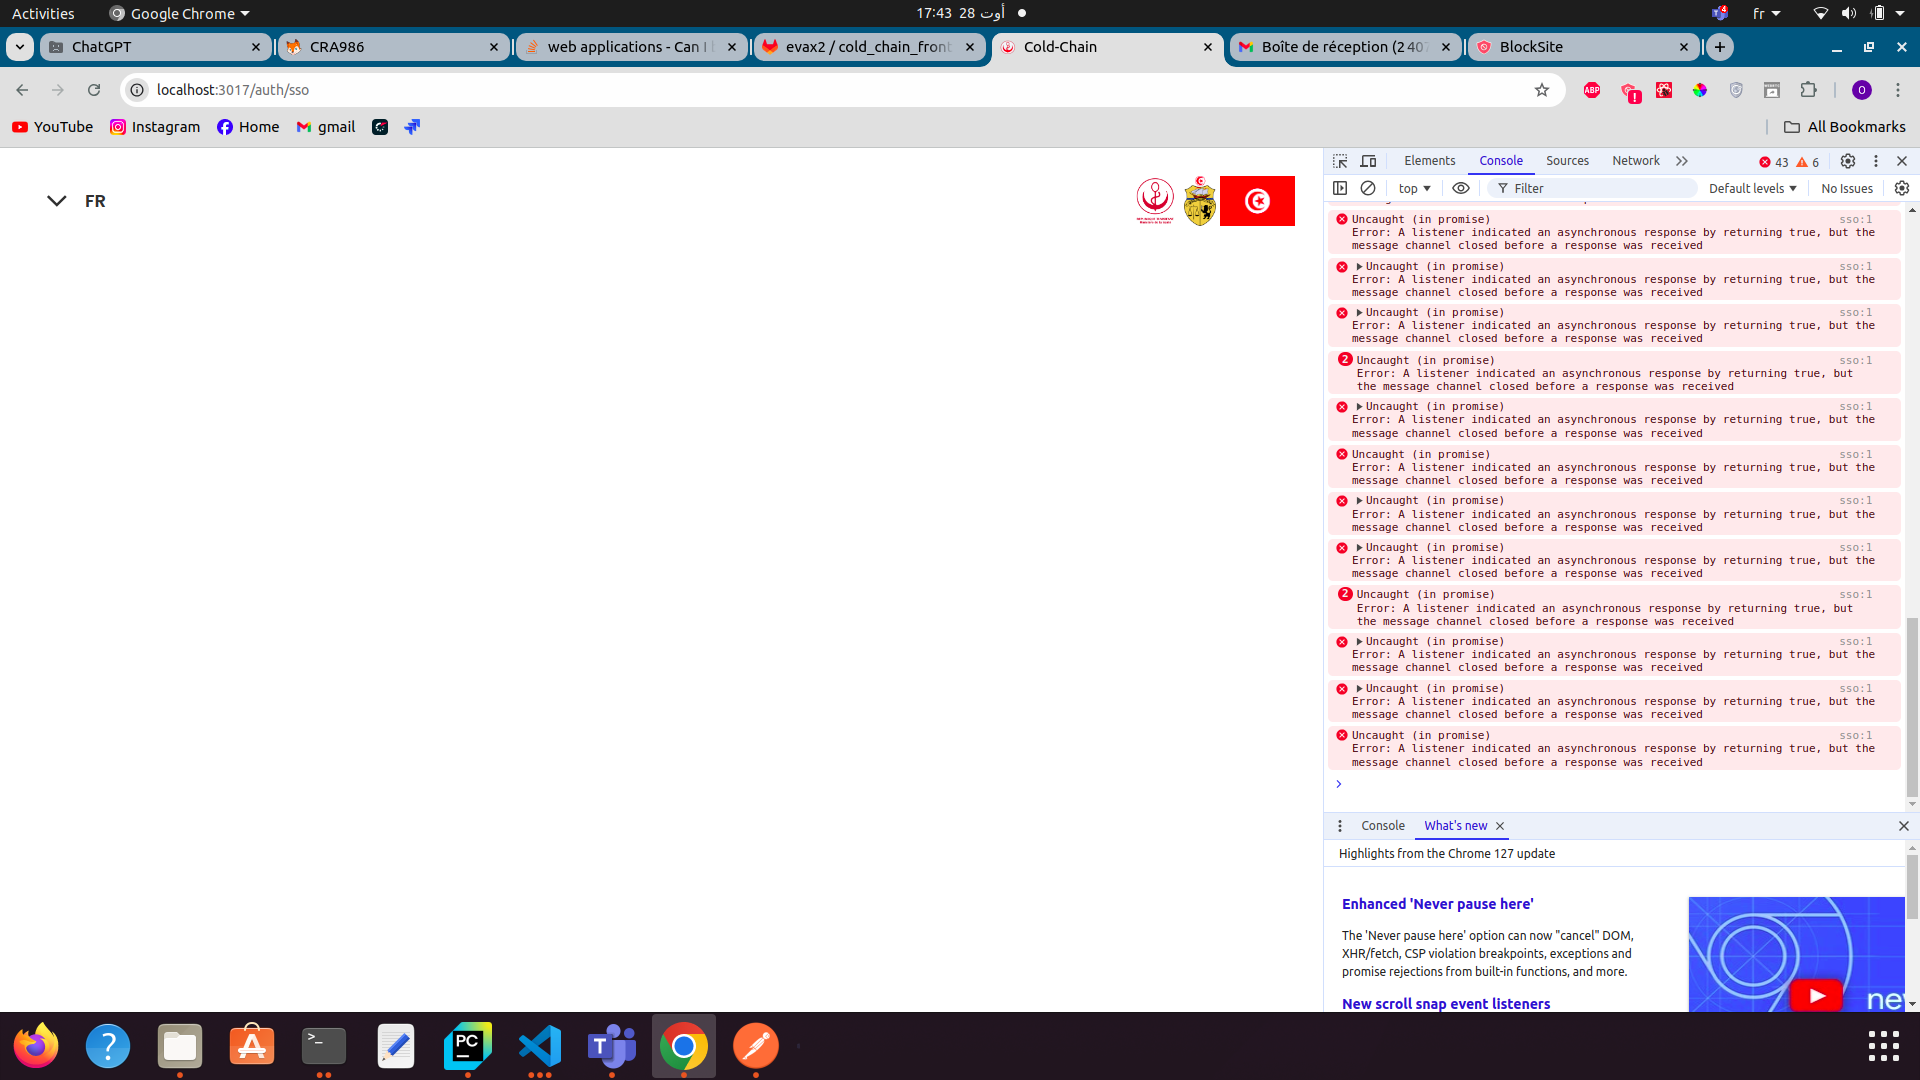 Activities
Google Chrome
17:43 28 أوت
4
fr
ChatGPT
CRA986
web applications - Can I
evax2 / cold_chain_front
Cold-Chain
Boîte de réception (2 407
BlockSite
localhost:3017/auth/sso
ABP
O
YouTube
Instagram
Home
gmail
All Bookmarks
FR
Elements
Console
Sources
Network
43
6
top
Filter
Default levels
No Issues
Uncaught (in promise) sso:1
Error: A listener indicated an asynchronous response by returning true, but the
message channel closed before a response was received
Uncaught (in promise) sso:1
Error: A listener indicated an asynchronous response by returning true, but the
message channel closed before a response was received
Uncaught (in promise) sso:1
Error: A listener indicated an asynchronous response by returning true, but the
message channel closed before a response was received
2 Uncaught (in promise) sso:1
Error: A listener indicated an asynchronous response by returning true, but
the message channel closed before a response was received
Uncaught (in promise) sso:1
Error: A listener indicated an asynchronous response by returning true, but the
message channel closed before a response was received
Uncaught (in promise) sso:1
Error: A listener indicated an asynchronous response by returning true, but the
message channel closed before a response was received
Uncaught (in promise) sso:1
Error: A listener indicated an asynchronous response by returning true, but the
message channel closed before a response was received
Uncaught (in promise) sso:1
Error: A listener indicated an asynchronous response by returning true, but the
message channel closed before a response was received
2 Uncaught (in promise) sso:1
Error: A listener indicated an asynchronous response by returning true, but
the message channel closed before a response was received
Uncaught (in promise) sso:1
Error: A listener indicated an asynchronous response by returning true, but the
message channel closed before a response was received
Uncaught (in promise) sso:1
Error: A listener indicated an asynchronous response by returning true, but the
message channel closed before a response was received
Uncaught (in promise) sso:1
Error: A listener indicated an asynchronous response by returning true, but the
message channel closed before a response was received
Console
What's new
Highlights from the Chrome 127 update
Enhanced 'Never pause here'
The 'Never pause here' option can now "cancel" DOM,
XHR/fetch, CSP violation breakpoints, exceptions and
promise rejections from built-in functions, and more.
New scroll snap event listeners
PC
T